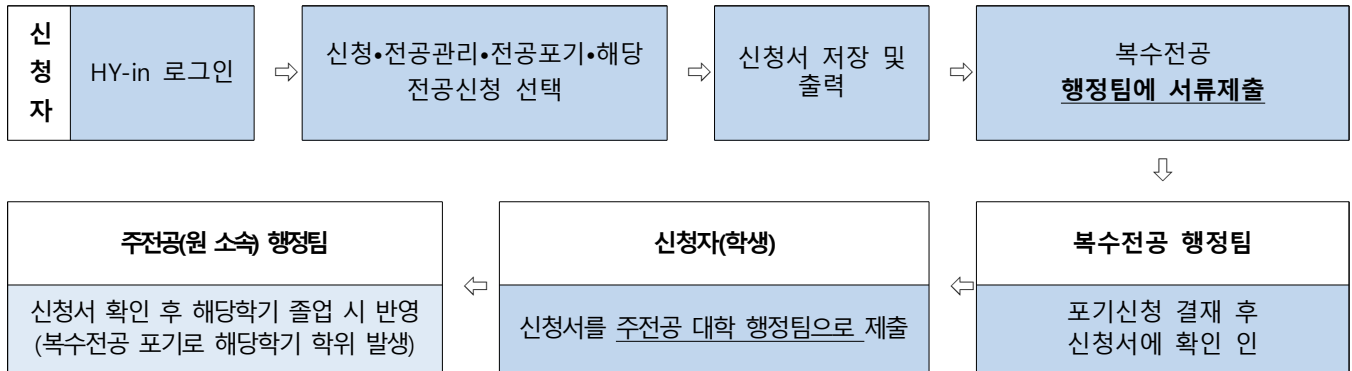 신청자
HY-in 로그인
⇨
신청•전공관리•전공포기•해당
전공신청 선택
⇨
신청서 저장 및
출력
⇨
복수전공
행정팀에 서류제출
⇩
복수전공 행정팀
포기신청 결재 후
신청서에 확인 인
⇦
신청자(학생)
신청서를 주전공 대학 행정팀으로 제출
⇦
주전공(원 소속) 행정팀
신청서 확인 후 해당학기 졸업 시 반영
(복수전공 포기로 해당학기 학위 발생)